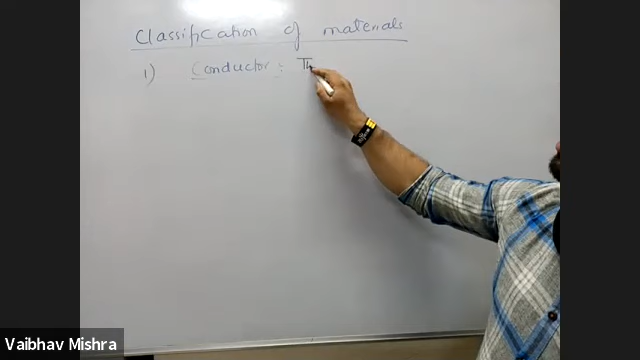 Classification of materials
1) Conductor : Th
Vaibhav Mishra